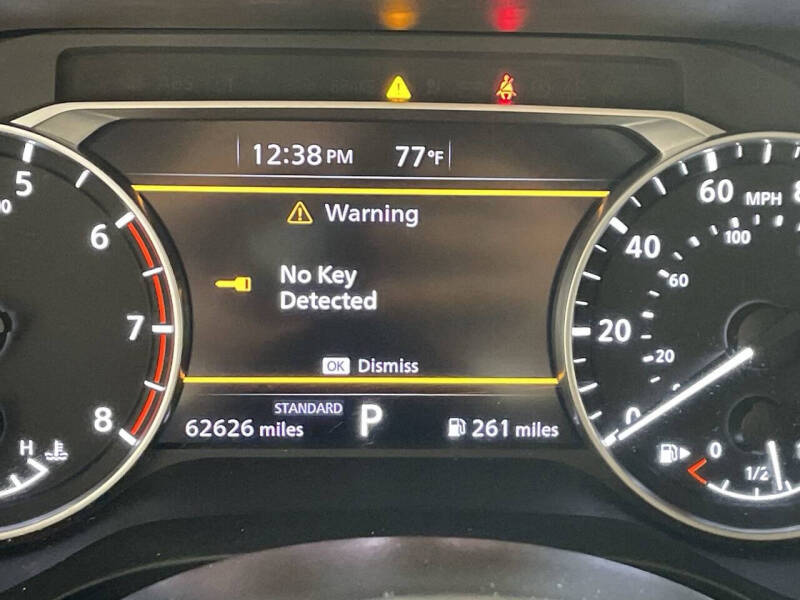 12:38 PM 77°F
Warning
No Key
Detected
OK Dismiss
STANDARD
62626 miles P 261 miles
5
6
7
8
H
60 MPH
40
20
0
100
60
20
0 1/2